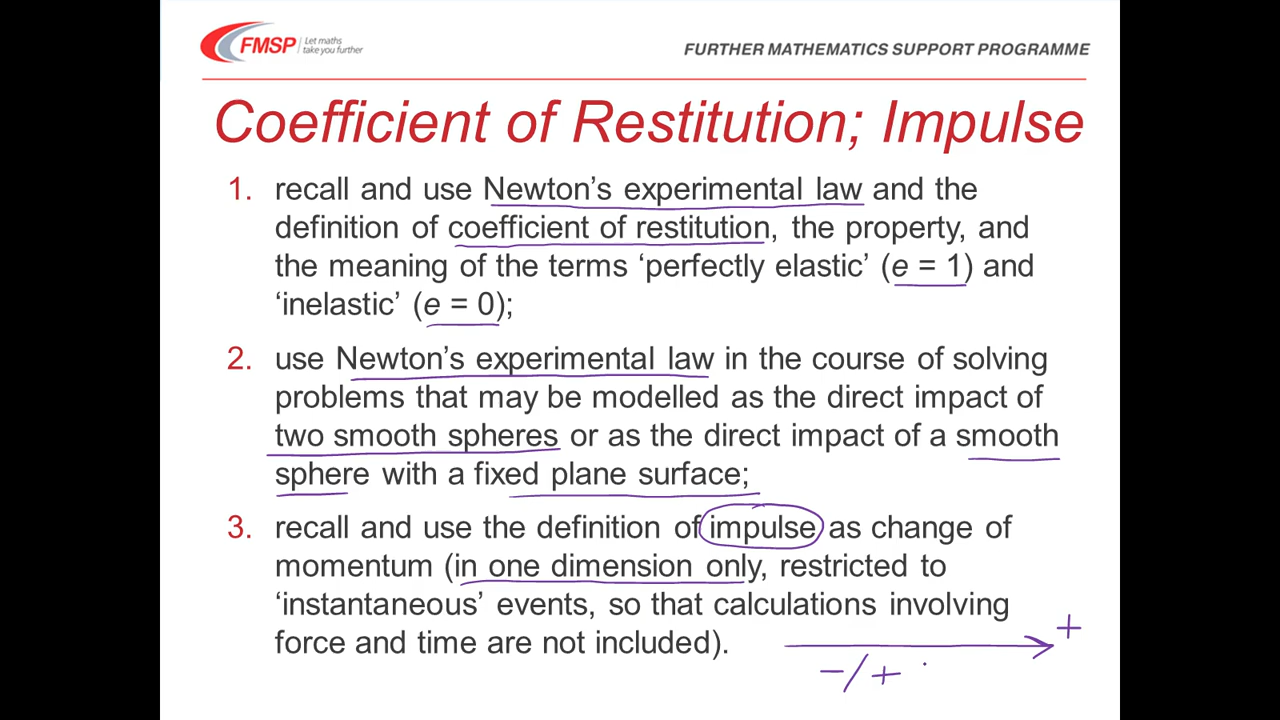 FMSP
Let maths
take you further
FURTHER MATHEMATICS SUPPORT PROGRAMME
Coefficient of Restitution; Impulse
1. recall and use Newton’s experimental law and the
definition of coefficient of restitution, the property, and
the meaning of the terms ‘perfectly elastic’ (e = 1) and
‘inelastic’ (e = 0);
2. use Newton’s experimental law in the course of solving
problems that may be modelled as the direct impact of
two smooth spheres or as the direct impact of a smooth
sphere with a fixed plane surface;
3. recall and use the definition of impulse as change of
momentum (in one dimension only, restricted to
‘instantaneous’ events, so that calculations involving
force and time are not included).
+
-/+